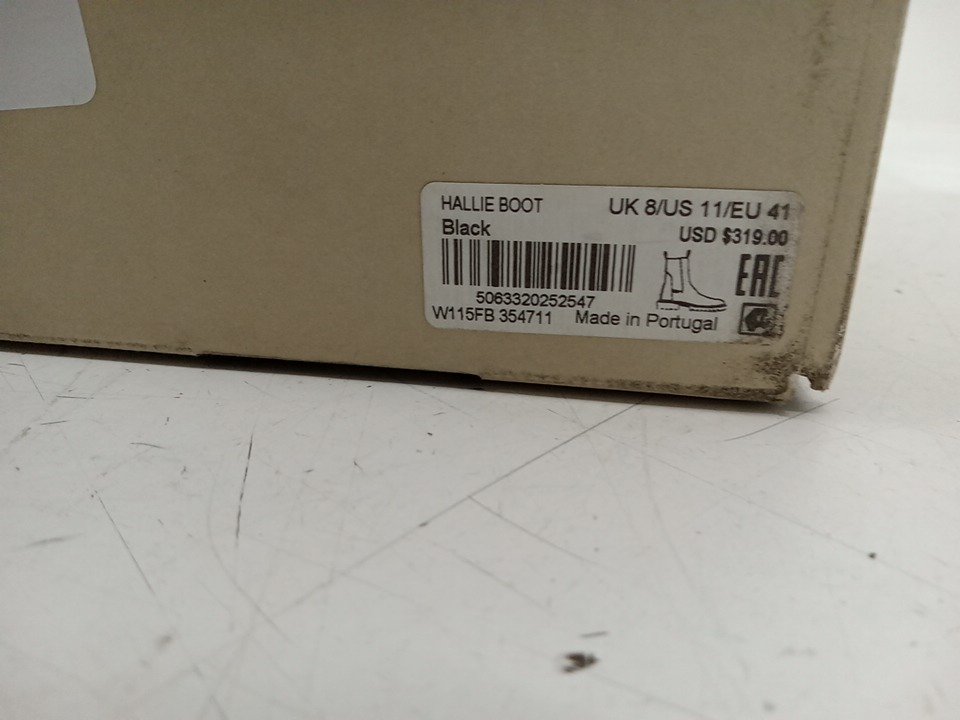 HALLIE BOOT UK 8/US 11/EU 41
Black USD $319.00
EAC
5063320252547
W115FB 354711 Made in Portugal